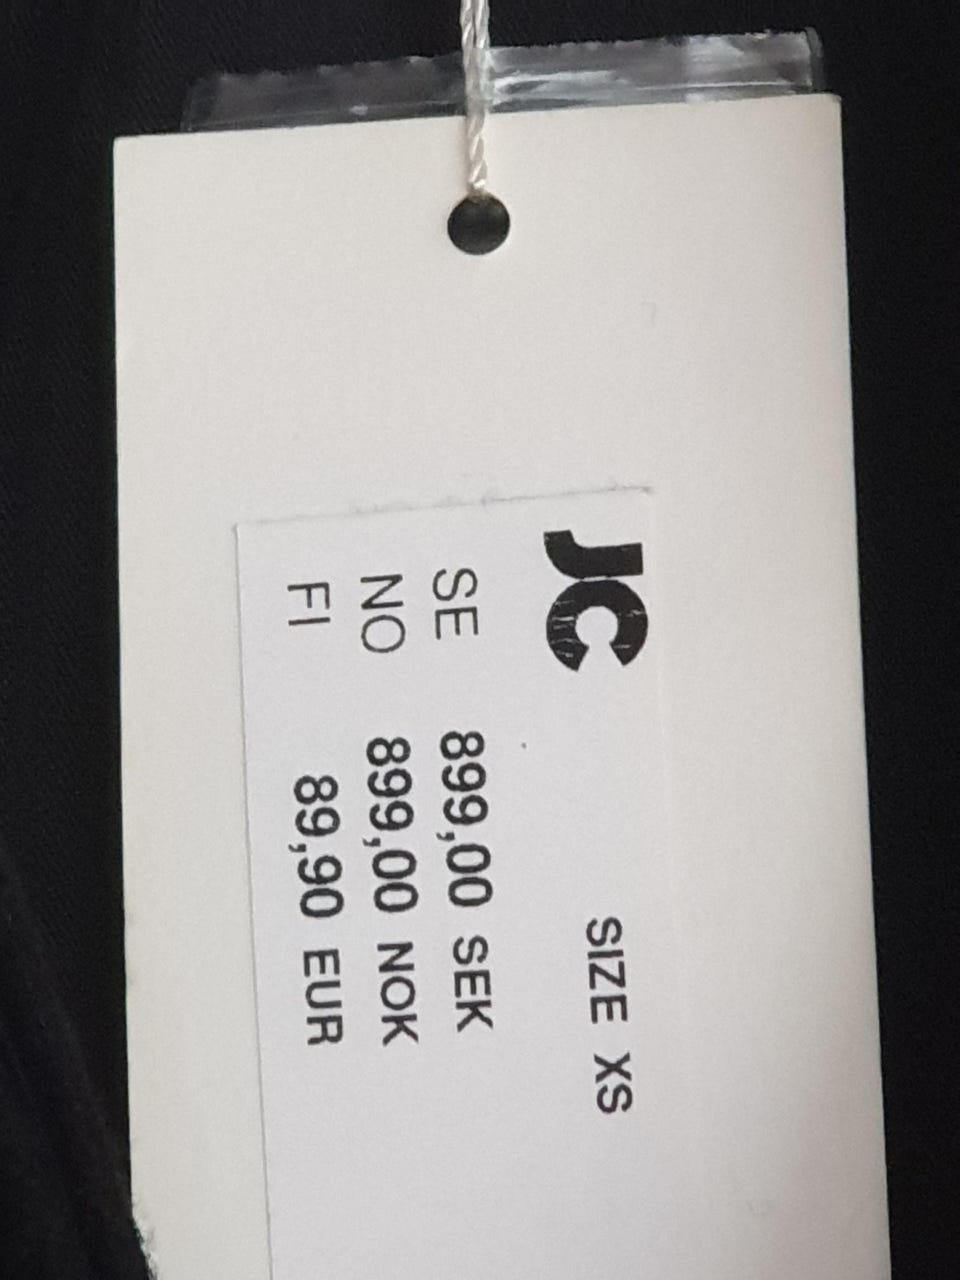 JC
SIZE XS
SE 899,00 SEK
NO 899,00 NOK
FI 89,90 EUR